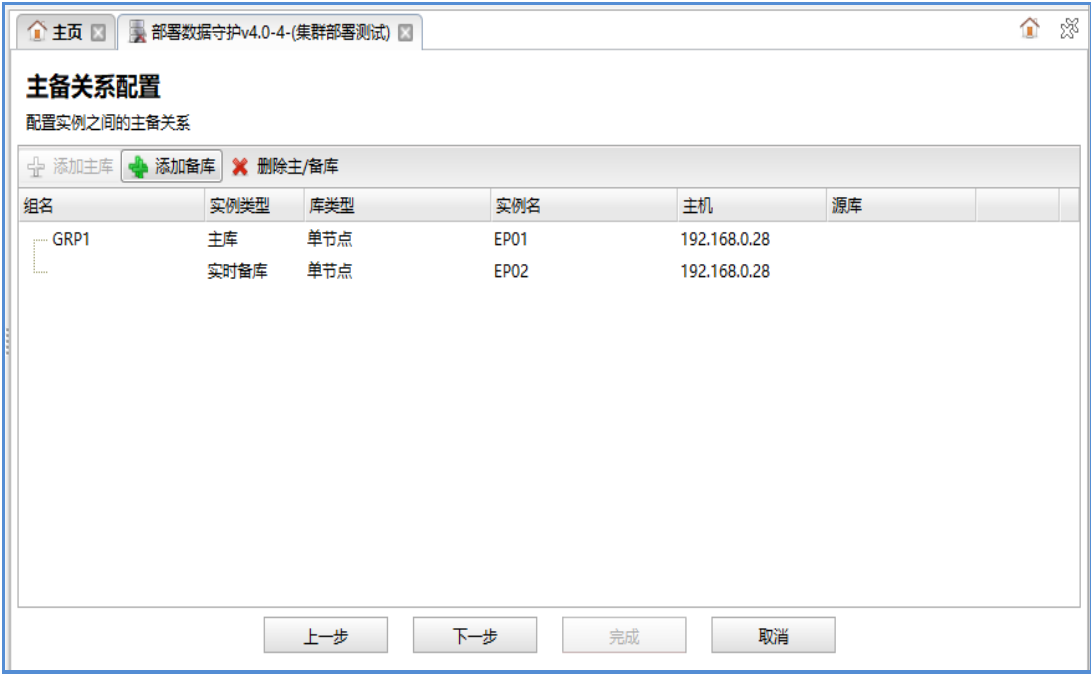 主页 部署数据守护v4.0-4-(集群部署测试)
主备关系配置
配置实例之间的主备关系
添加主库 添加备库 删除主/备库
组名 实例类型 库类型 实例名 主机 源库
GRP1 主库 单节点 EP01 192.168.0.28
实时备库 单节点 EP02 192.168.0.28
上一步 下一步 完成 取消